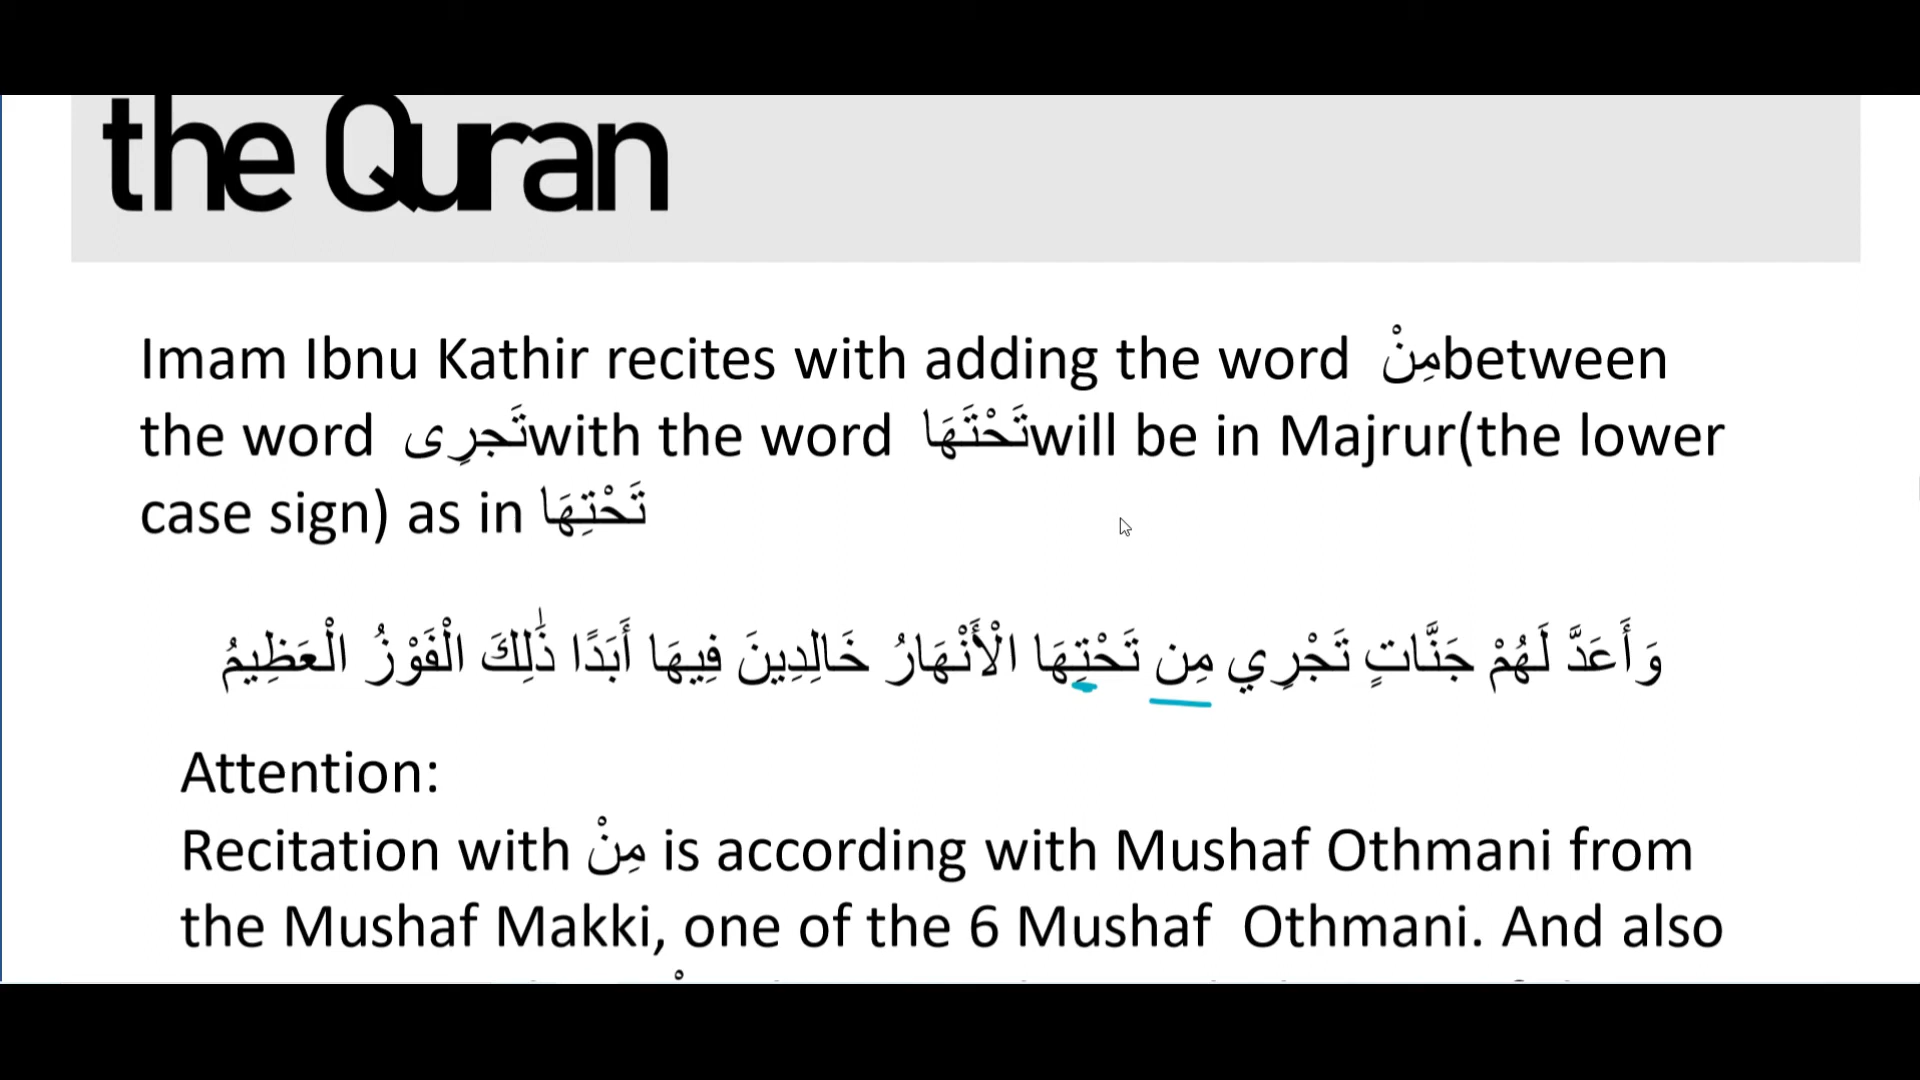 the Quran
Imam Ibnu Kathir recites with adding the word مِنْ between
the word تَجرِى with the word تَحْتَهَا will be in Majrur(the lower
case sign) as in تَحْتِهَا
وَأَعَدَّ لَهُمْ جَنَّاتٍ تَجْرِي مِن تَحْتِهَا الْأَنْهَارُ خَالِدِينَ فِيهَا أَبَدًا ذَٰلِكَ الْفَوْزُ الْعَظِيمُ
Attention:
Recitation with مِنْ is according with Mushaf Othmani from
the Mushaf Makki, one of the 6 Mushaf Othmani. And also